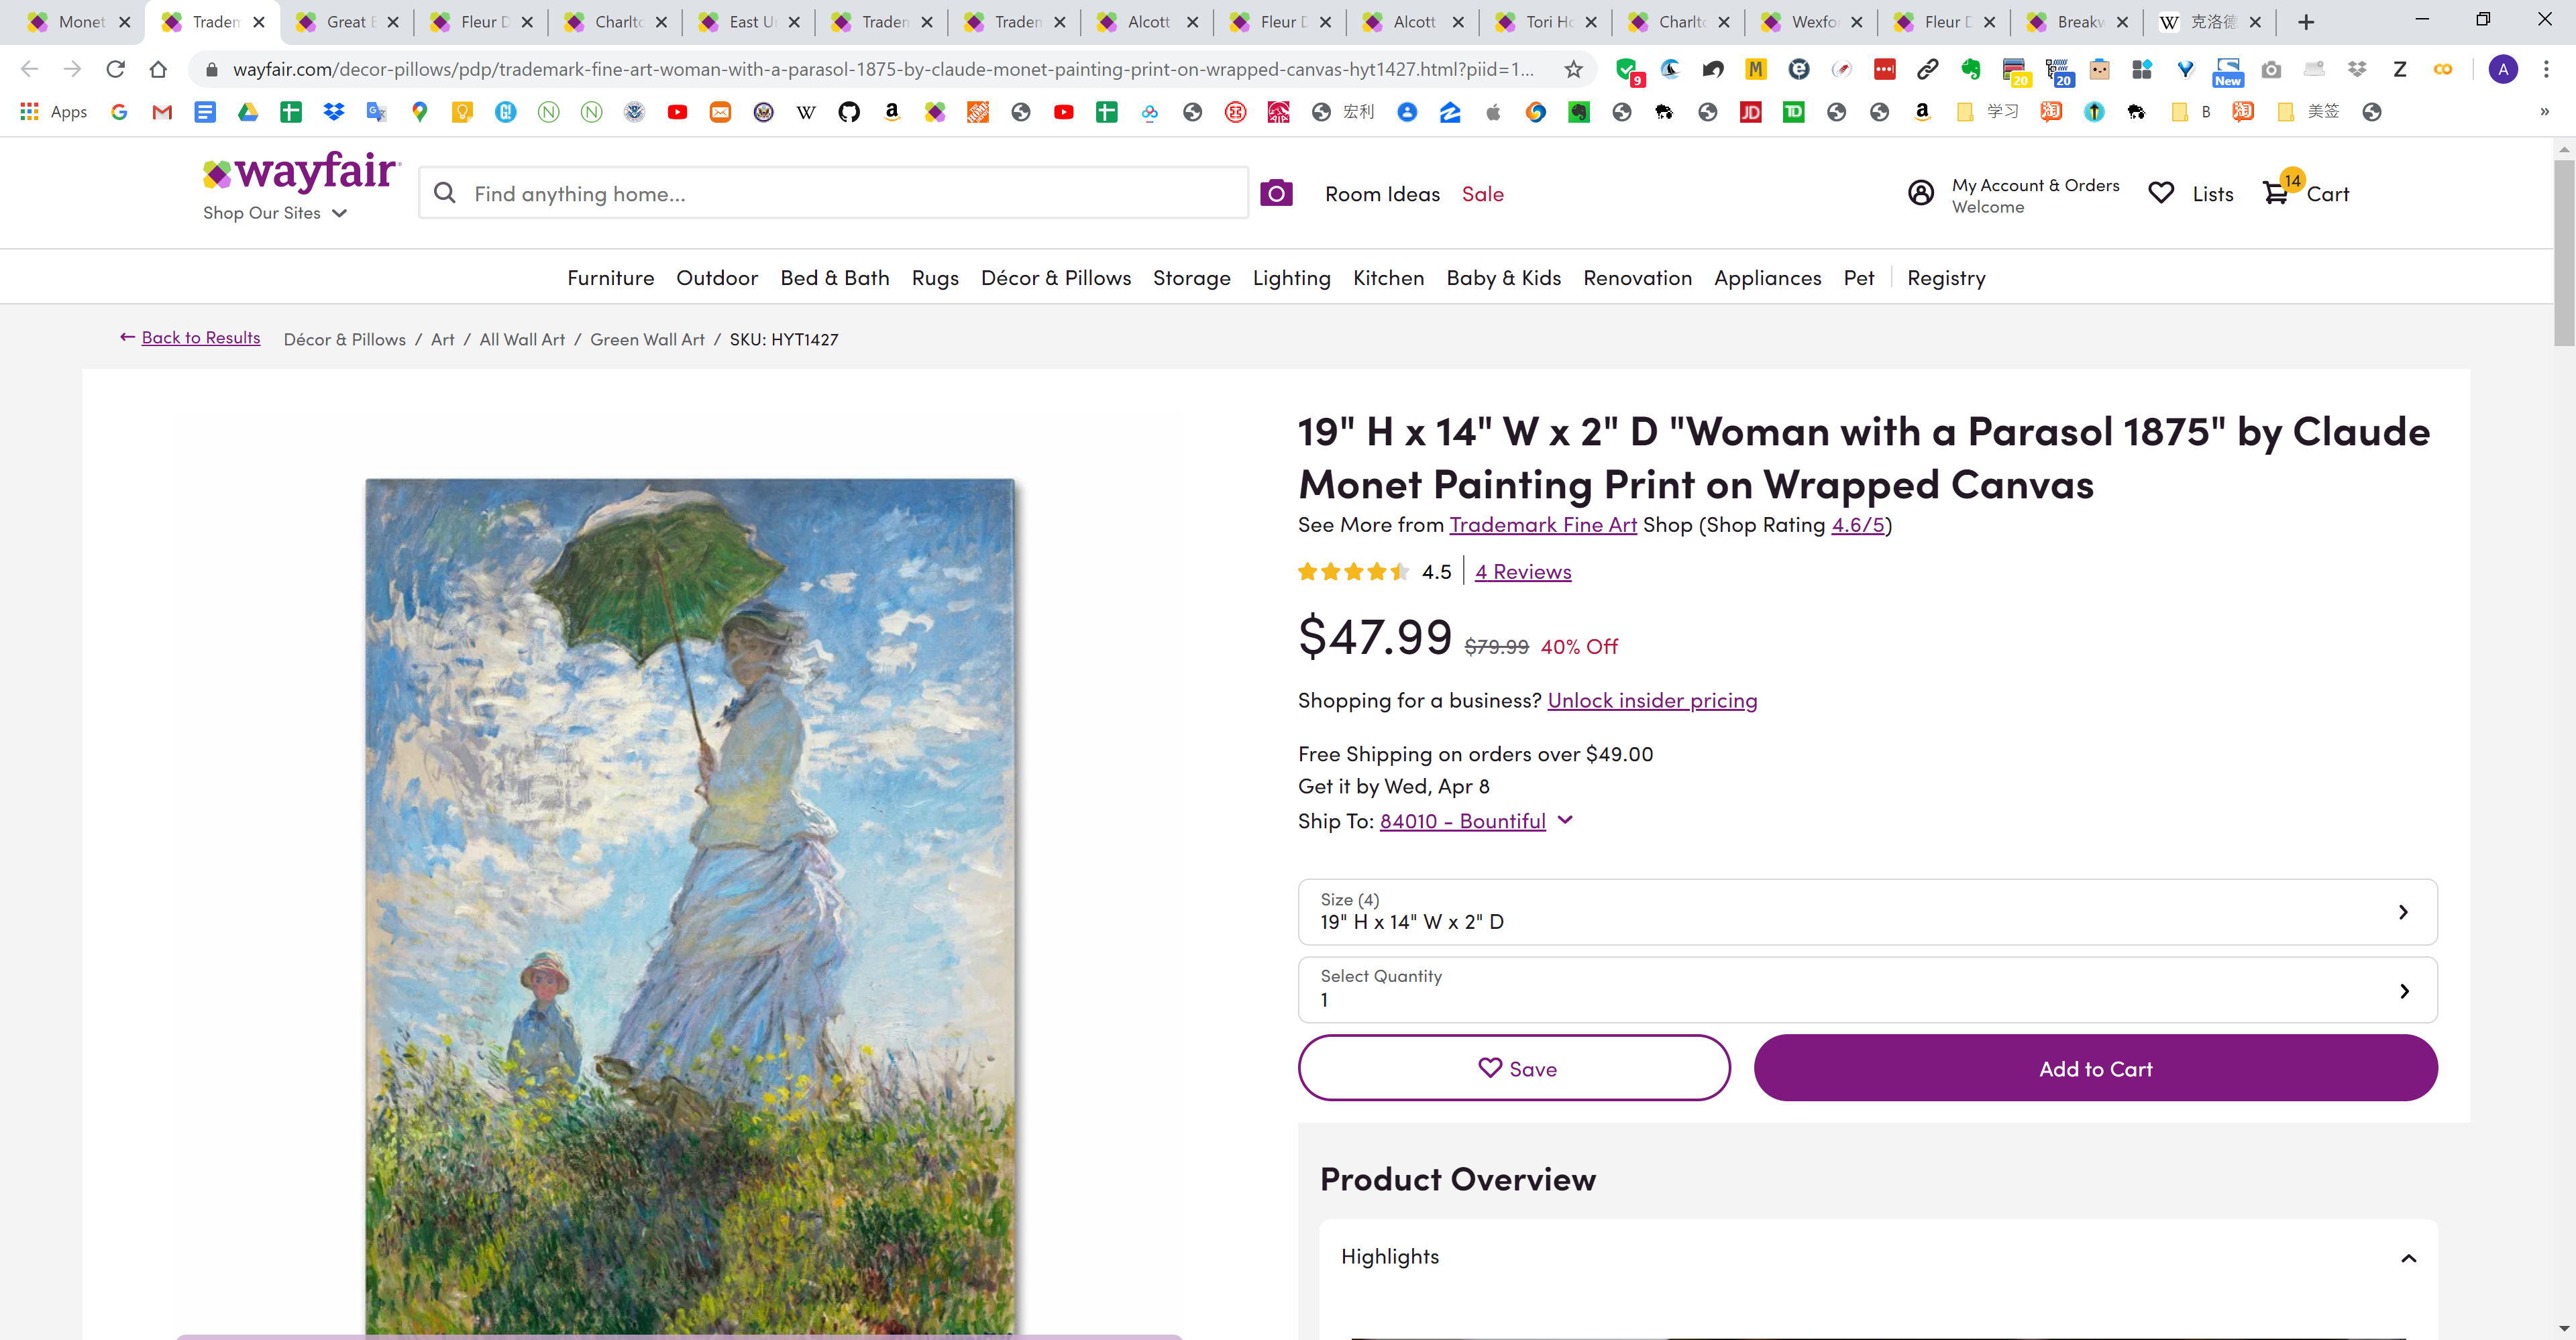 Monet
Tradem
Great
Fleur D
Charlt
East U
Tradem
Tradem
Alcott
Fleur D
Alcott
Tori H
Charlt
Wexfo
Fleur D
Breakw
克洛德
wayfair.com/decor-pillows/pdp/trademark-fine-art-woman-with-a-parasol-1875-by-claude-monet-painting-print-on-wrapped-canvas-hyt1427.html?piid=1...
9
20
20
New
A
Apps
宏利
学习
B
美签
wayfair
Shop Our Sites
Find anything home...
Room Ideas
Sale
My Account & Orders
Welcome
Lists
14
Cart
Furniture Outdoor Bed & Bath Rugs Décor & Pillows Storage Lighting Kitchen Baby & Kids Renovation Appliances Pet Registry
← Back to Results Décor & Pillows / Art / All Wall Art / Green Wall Art / SKU: HYT1427
19" H x 14" W x 2" D "Woman with a Parasol 1875" by Claude
Monet Painting Print on Wrapped Canvas
See More from Trademark Fine Art Shop (Shop Rating 4.6/5)
4.5 4 Reviews
$47.99 $79.99 40% Off
Shopping for a business? Unlock insider pricing
Free Shipping on orders over $49.00
Get it by Wed, Apr 8
Ship To: 84010 - Bountiful
Size (4)
19" H x 14" W x 2" D
Select Quantity
1
Save
Add to Cart
Product Overview
Highlights